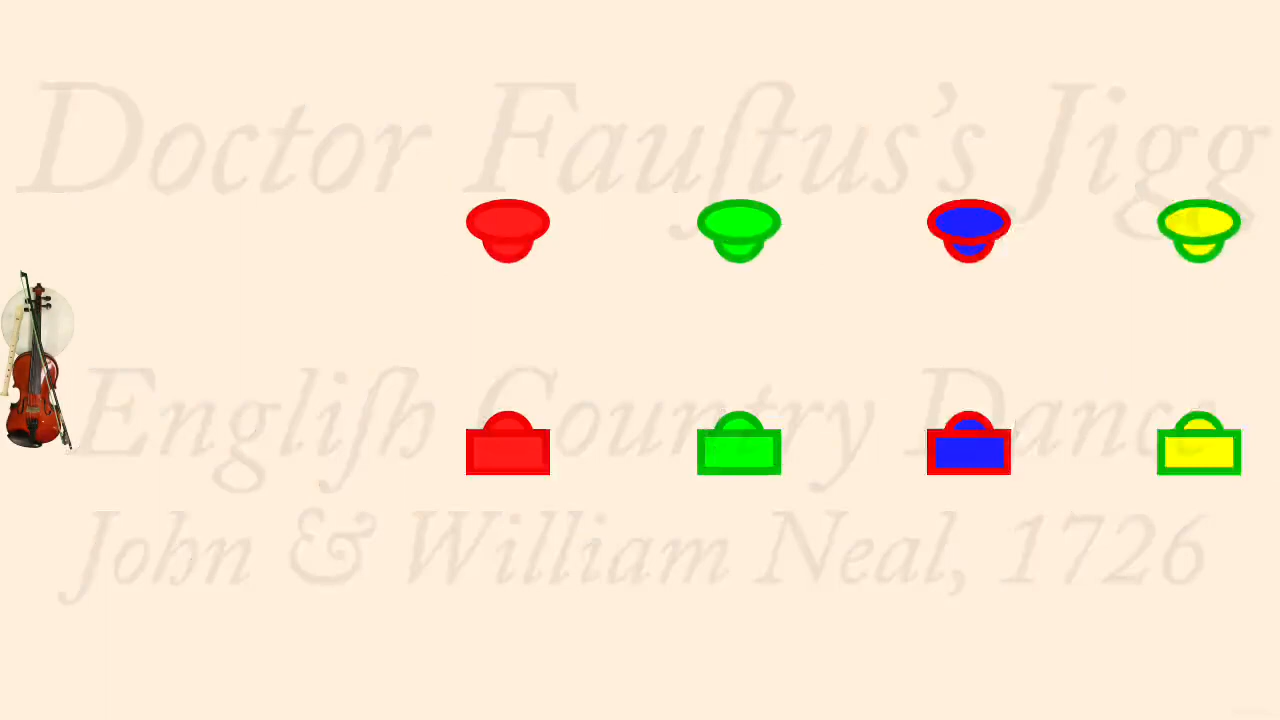 Doctor Fauſtus’s Jigg
Engliſh Country Dance
John & William Neal, 1726